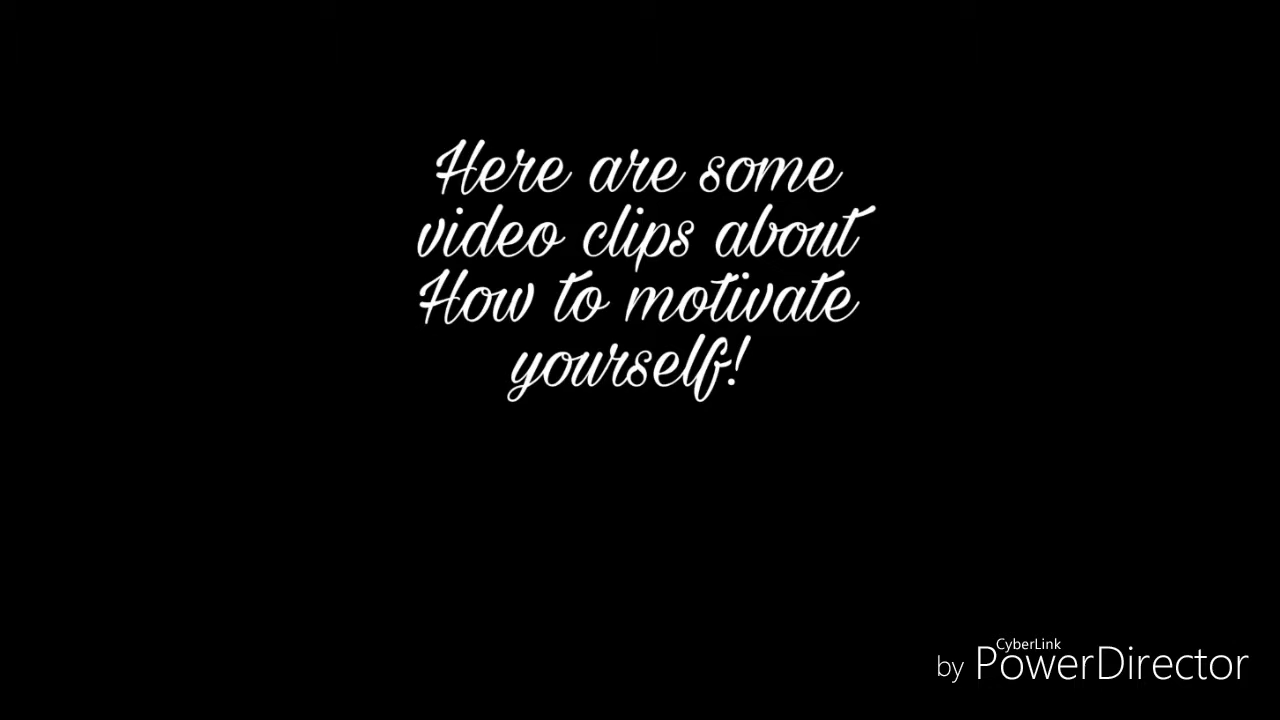 Here are some
video clips about
How to motivate
yourself!
CyberLink
by PowerDirector